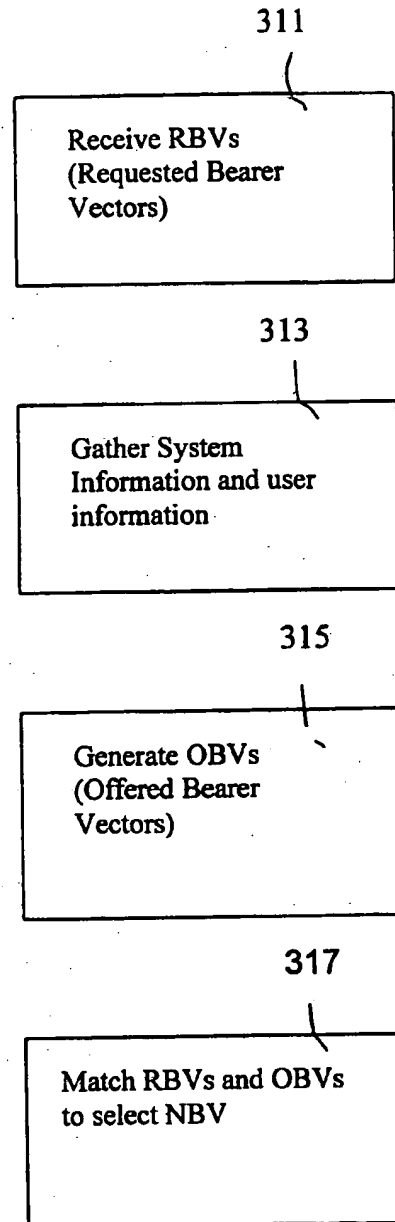 311
Receive RBVs
(Requested Bearer
Vectors)
313
Gather System
Information and user
information
315
Generate OBVs
(Offered Bearer
Vectors)
317
Match RBVs and OBVs
to select NBV